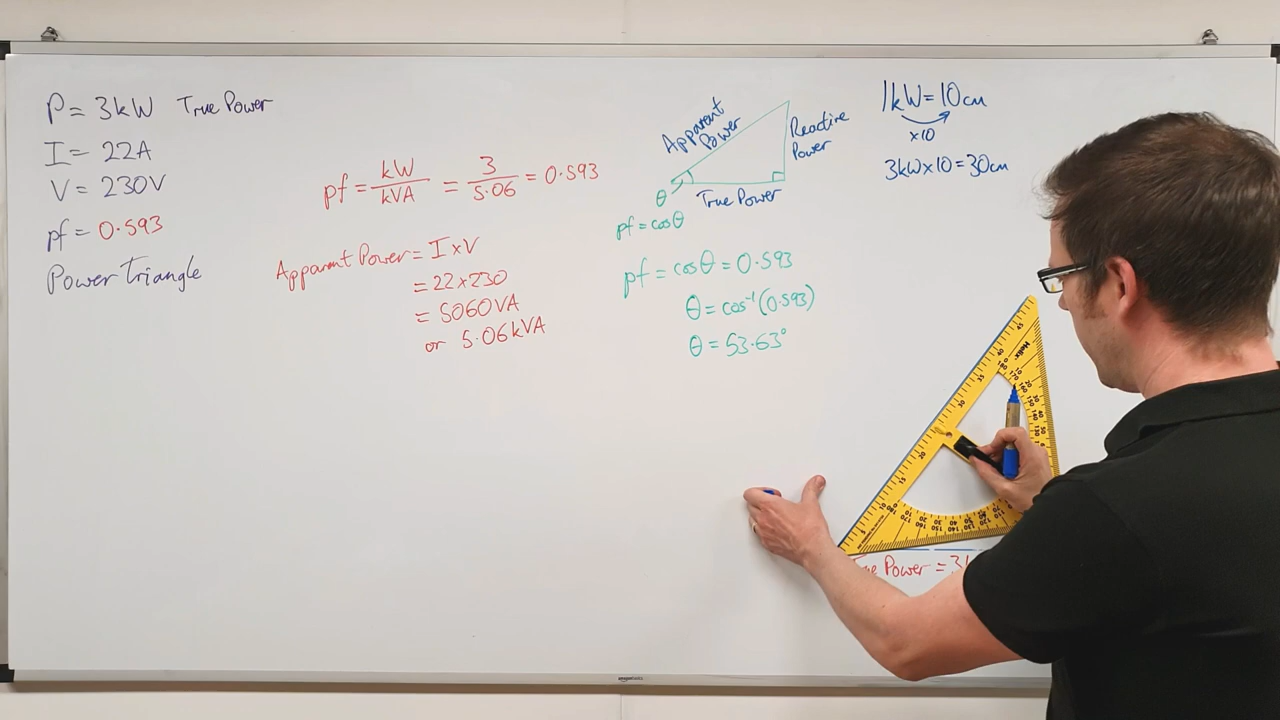 P = 3kW True Power
I = 22A
V = 230V
pf = 0.593
Power Triangle
pf = kW/kVA = 3/5.06 = 0.593
Apparent Power = I x V
= 22 x 230
= 5060VA
or 5.06kVA
Apparent Power
Reactive Power
θ
True Power
pf = cosθ
pf = cosθ = 0.593
θ = cos⁻¹(0.593)
θ = 53.63°
1kW = 10cm
x10
3kW x 10 = 30cm
Helix
Power = 3